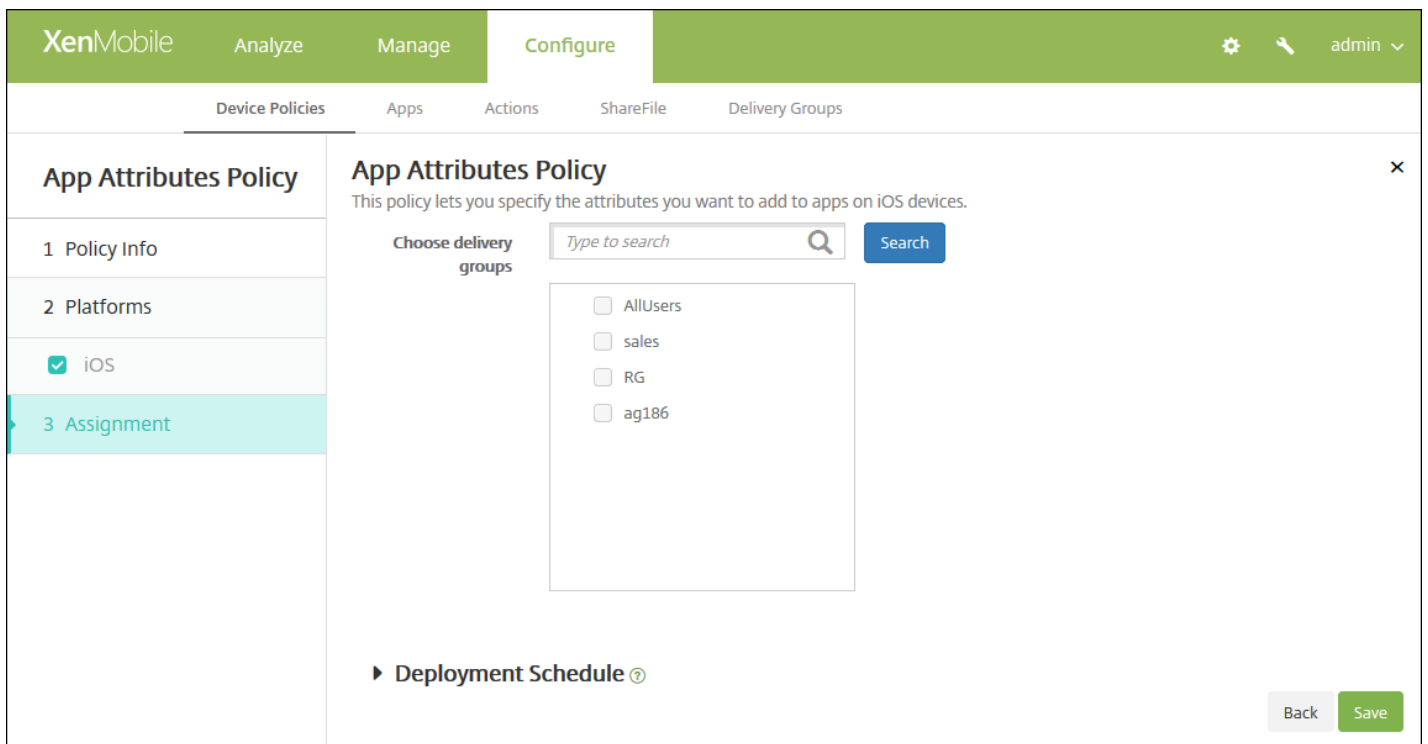 XenMobile Analyze Manage Configure admin
Device Policies Apps Actions ShareFile Delivery Groups
App Attributes Policy
1 Policy Info
2 Platforms
iOS
3 Assignment
App Attributes Policy
This policy lets you specify the attributes you want to add to apps on iOS devices.
Choose delivery
groups
Type to search
Search
AllUsers
sales
RG
ag186
Deployment Schedule ?
Back Save